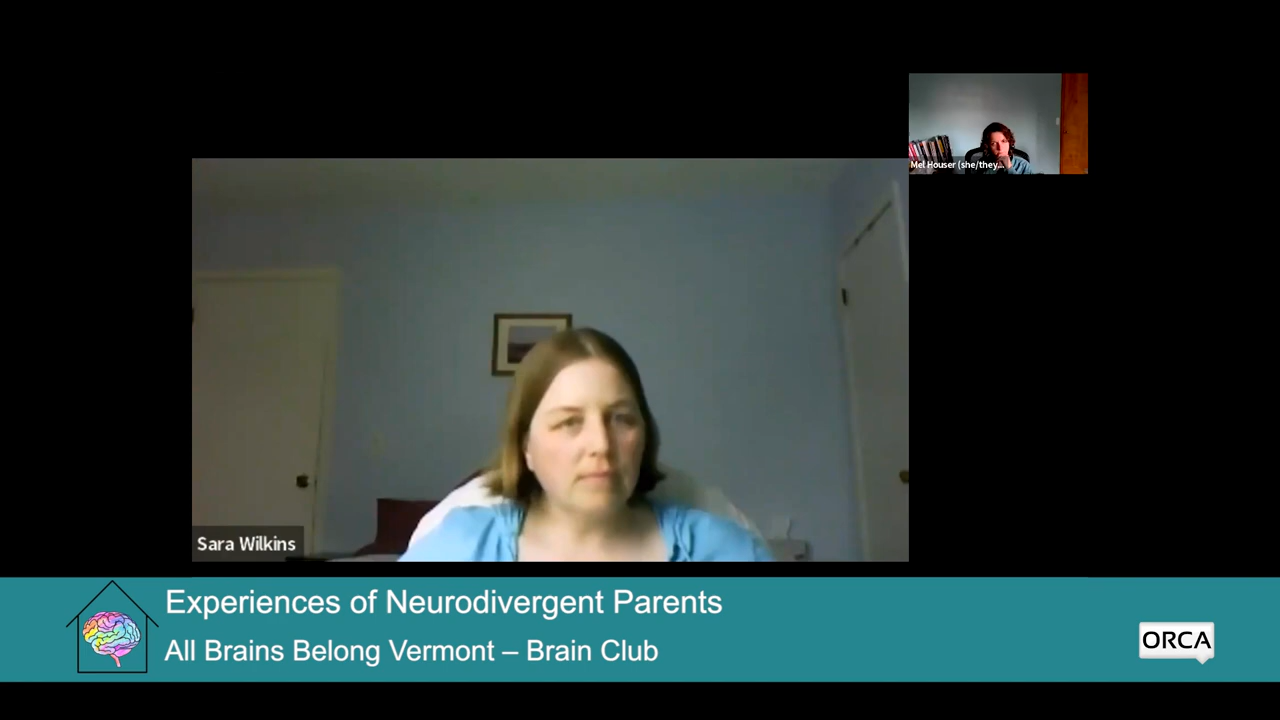 Mel Houser (she/they...
Sara Wilkins
Experiences of Neurodivergent Parents
All Brains Belong Vermont – Brain Club
ORCA